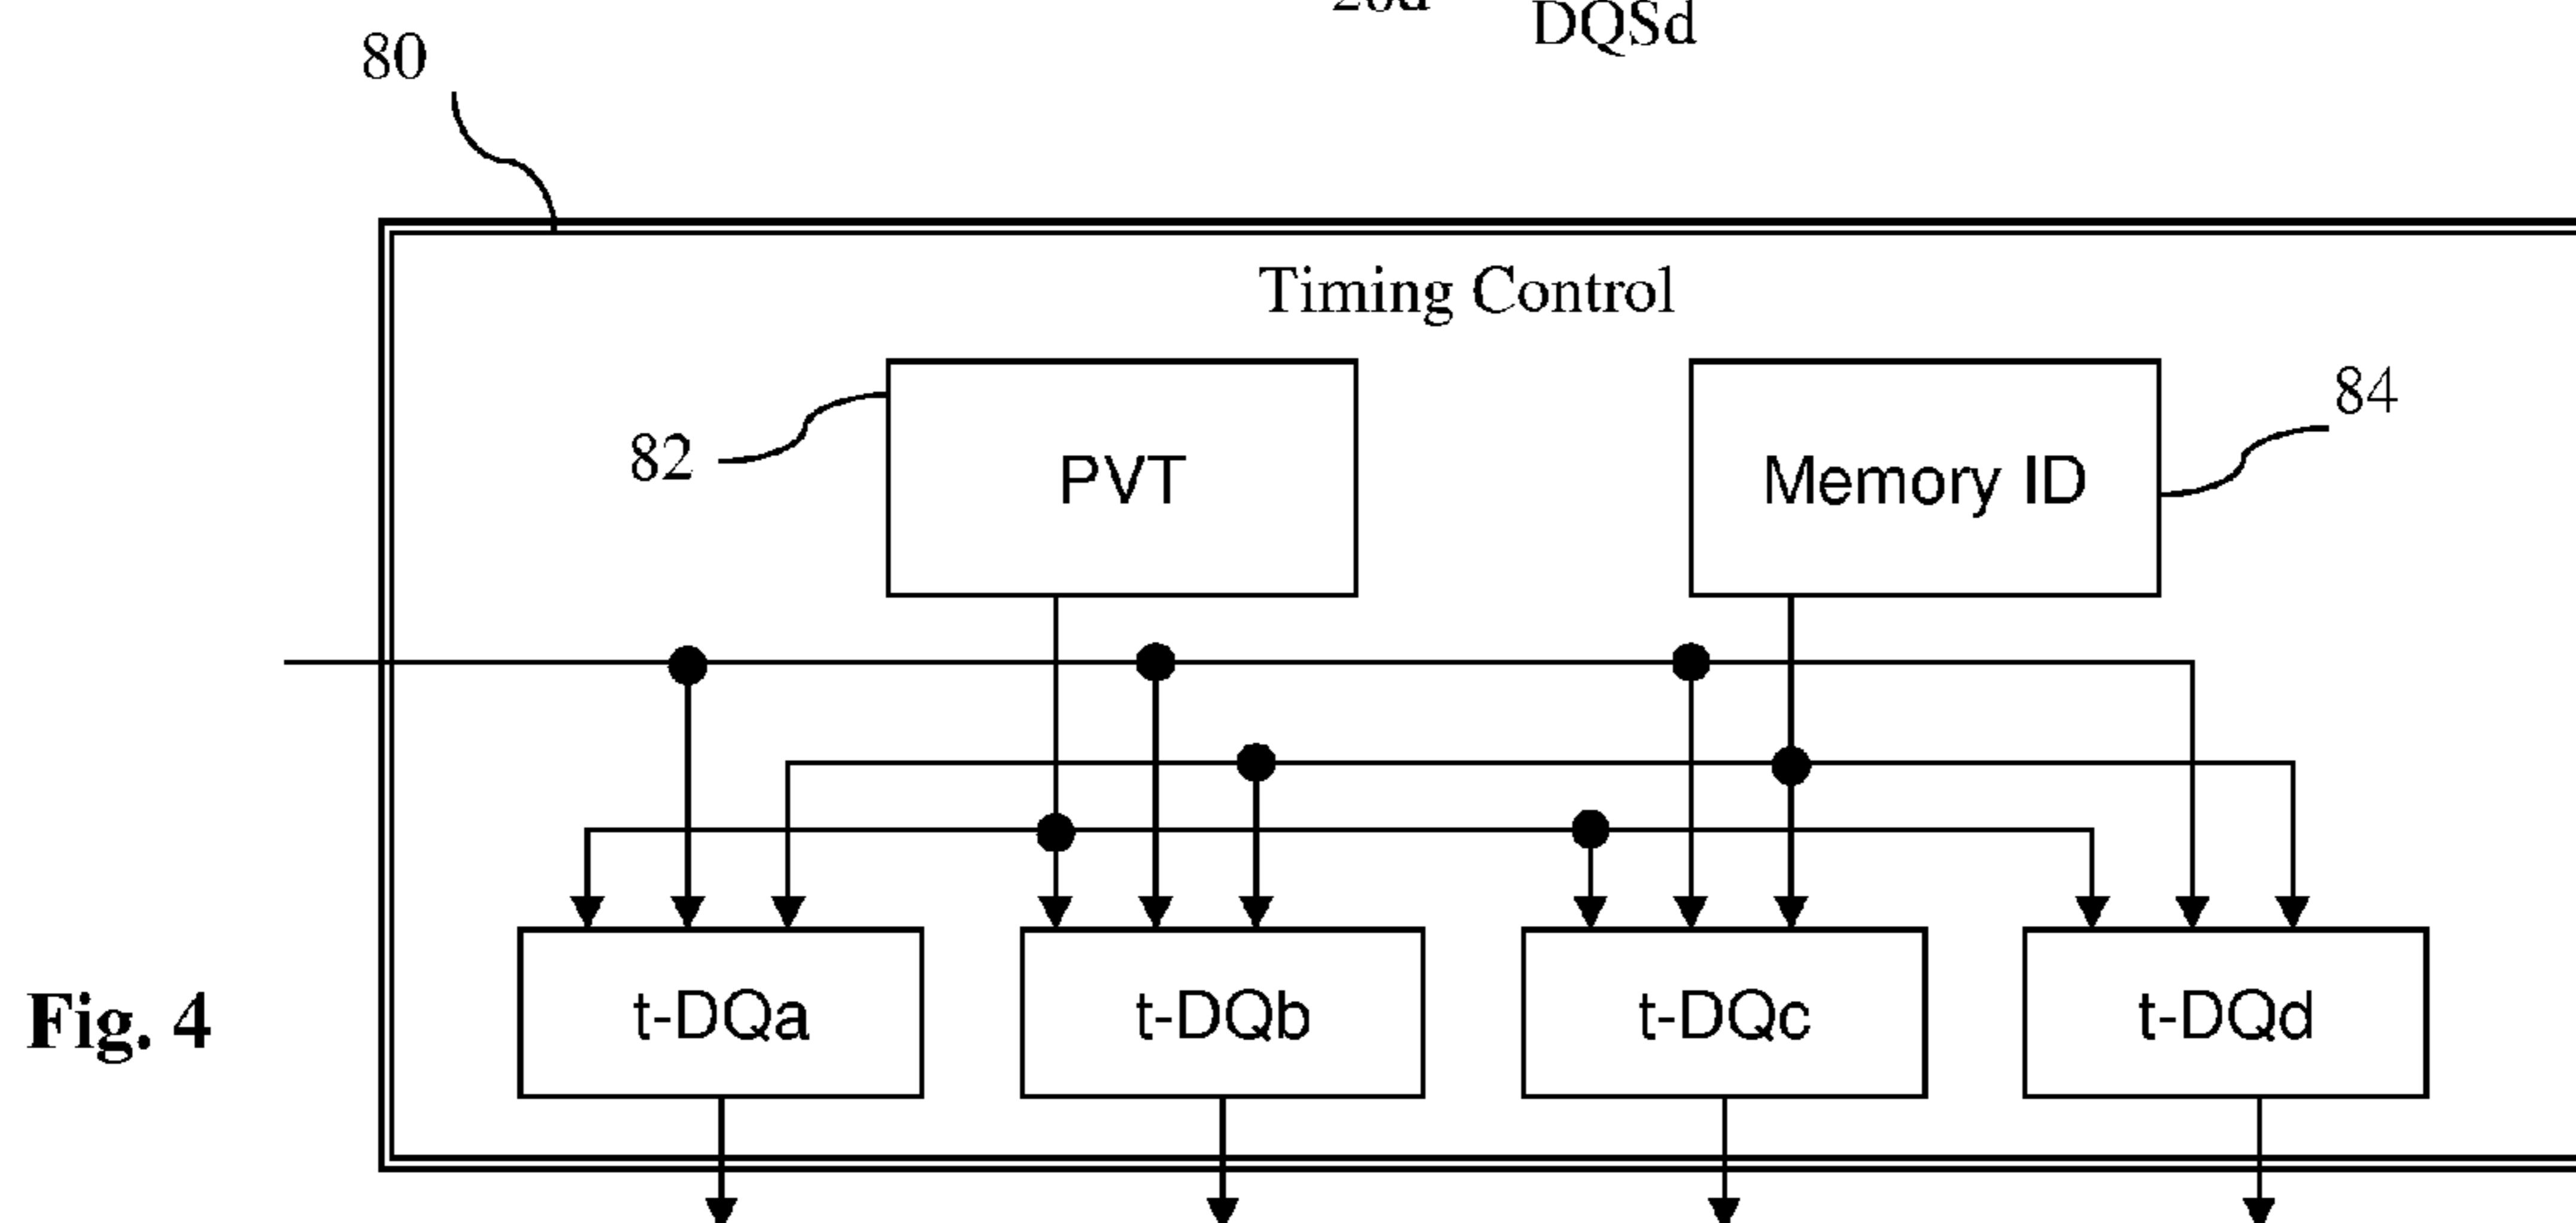 DQSd
80
Timing Control
84
82
PVT
Memory ID
Fig. 4
t-DQa
t-DQb
t-DQc
t-DQd